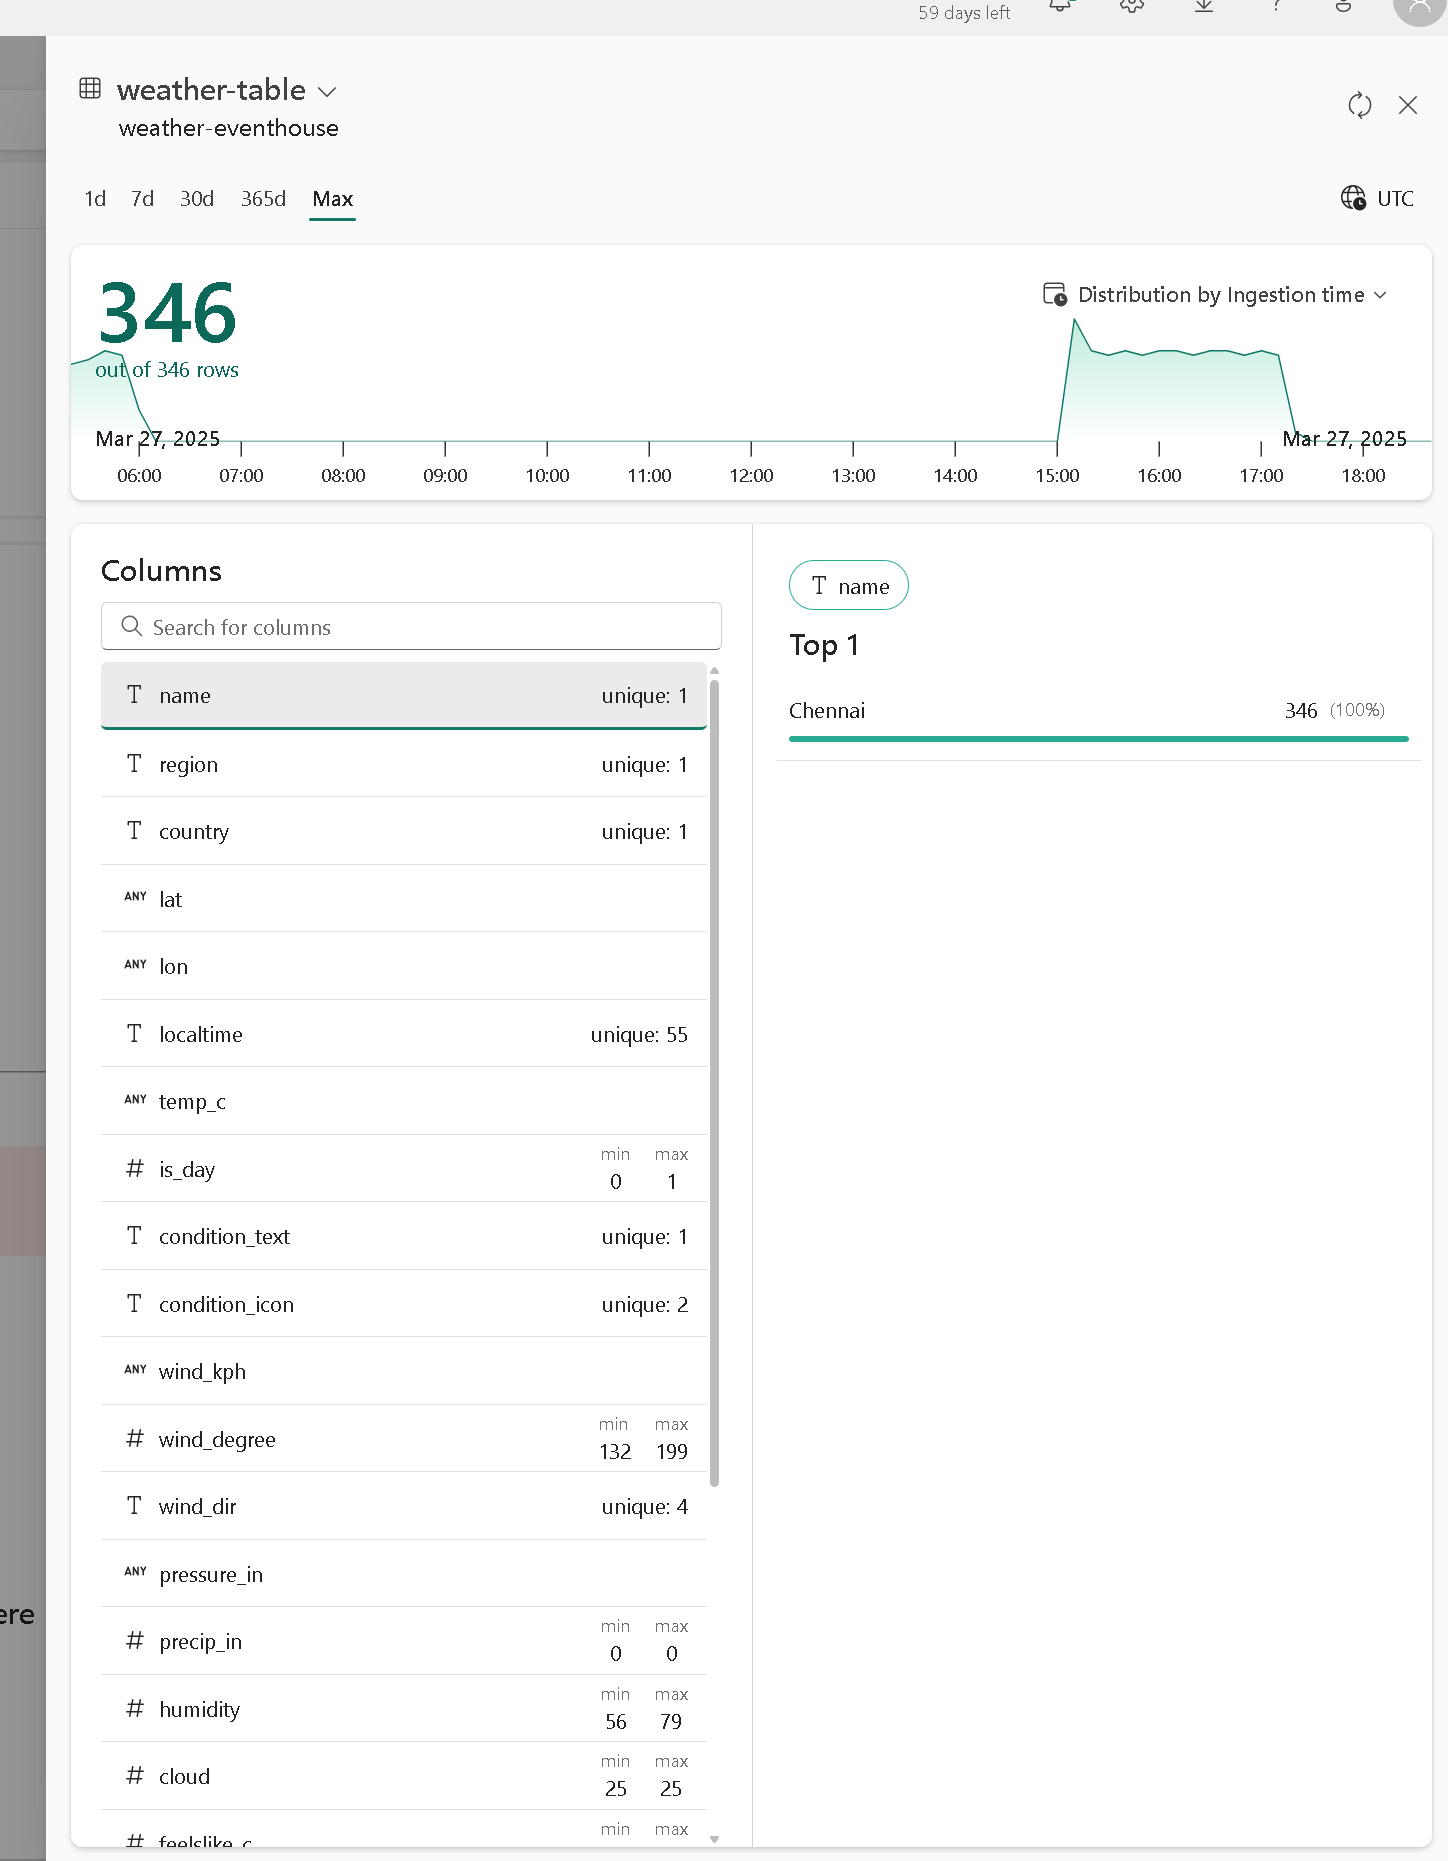 59 days left
weather-table
weather-eventhouse
1d 7d 30d 365d Max
UTC
346
out of 346 rows
Distribution by Ingestion time
Mar 27, 2025
Mar 27, 2025
06:00 07:00 08:00 09:00 10:00 11:00 12:00 13:00 14:00 15:00 16:00 17:00 18:00
Columns
Search for columns
T name unique: 1
T region unique: 1
T country unique: 1
ANY lat
ANY lon
T localtime unique: 55
ANY temp_c
min max
# is_day 0 1
T condition_text unique: 1
T condition_icon unique: 2
ANY wind_kph
min max
# wind_degree 132 199
T wind_dir unique: 4
ANY pressure_in
min max
# precip_in 0 0
min max
# humidity 56 79
min max
# cloud 25 25
min max
# feelslike_c
T name
Top 1
Chennai 346 (100%)
ere